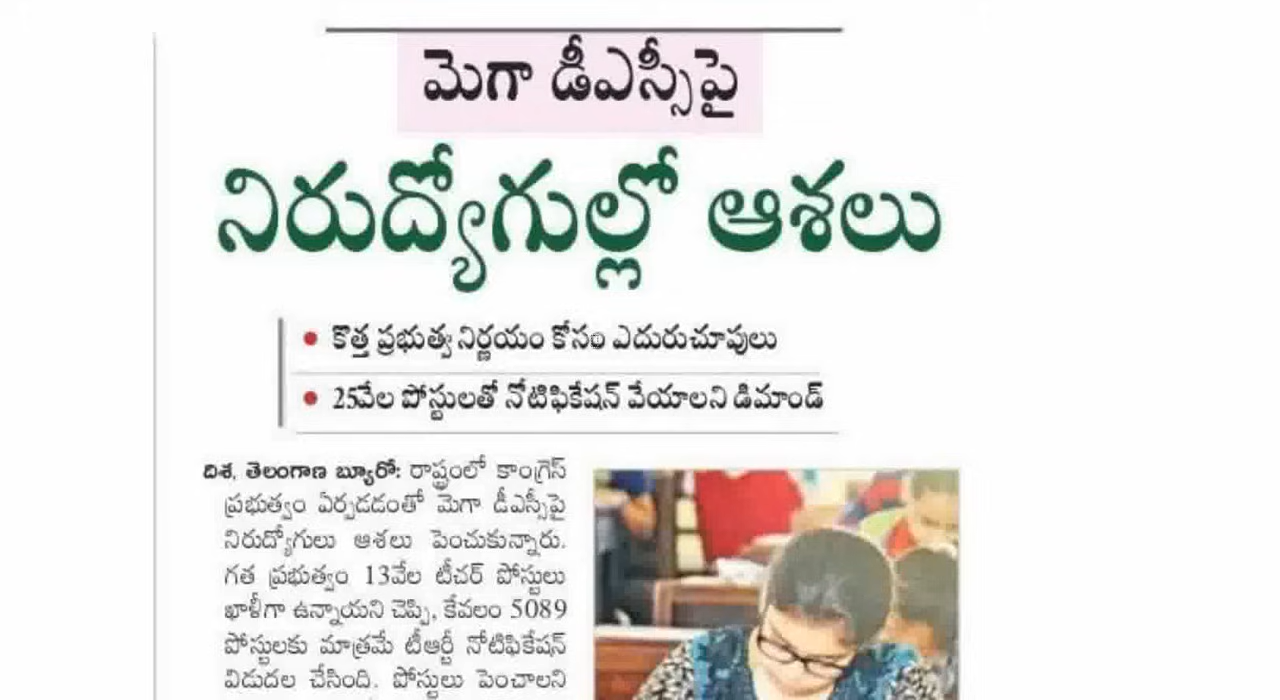 మెగా డీఎస్సీపై
నిరుద్యోగుల్లో ఆశలు
కొత్త ప్రభుత్వ నిర్ణయం కోసం ఎదురుచూపులు
25వేల పోస్టులతో నోటిఫికేషన్ వేయాలని డిమాండ్
దిశ, తెలంగాణ బ్యూరో: రాష్ట్రంలో కాంగ్రెస్
ప్రభుత్వం ఏర్పడడంతో మెగా డీఎస్సీపై
నిరుద్యోగులు ఆశలు పెంచుకున్నారు.
గత ప్రభుత్వం 13వేల టీచర్ పోస్టులు
ఖాళీగా ఉన్నాయని చెప్పి, కేవలం 5089
పోస్టులకు మాత్రమే టీఆర్టీ నోటిఫికేషన్
విడుదల చేసింది. పోస్టులు పెంచాలని